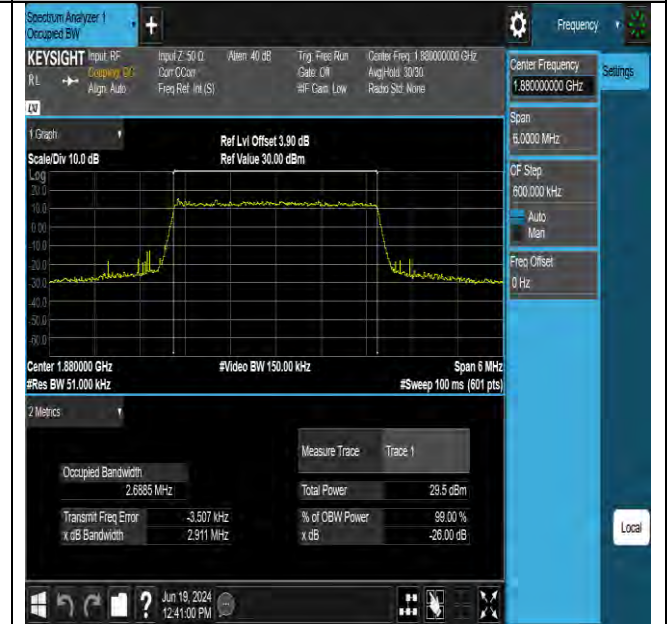 Spectrum Analyzer 1
Occupied BW
+
Frequency
KEYSIGHT
Input: RF
Coupling: DC
Align: Auto
Input Z: 50 Ω
Corr CCorr
Freq Ref: Int (S)
Atten: 40 dB
Trig: Free Run
Gate: Off
#IF Gain: Low
Center Freq: 1.880000000 GHz
Avg|Hold: 30/30
Radio Std: None
RL
LXI
Center Frequency
1.880000000 GHz
Settings
Span
6.0000 MHz
CF Step
600.000 kHz
Auto
Man
Freq Offset
0 Hz
1 Graph
Scale/Div 10.0 dB
Ref Lvl Offset 3.90 dB
Ref Value 30.00 dBm
Log
20.0
10.0
0.00
-10.0
-20.0
-30.0
-40.0
-50.0
-60.0
Center 1.880000 GHz
#Video BW 150.00 kHz
Span 6 MHz
#Res BW 51.000 kHz
#Sweep 100 ms (601 pts)
2 Metrics
Measure Trace
Trace 1
Occupied Bandwidth
2.6885 MHz
Total Power
29.5 dBm
Transmit Freq Error
-3.507 kHz
% of OBW Power
99.00 %
x dB Bandwidth
2.911 MHz
x dB
-26.00 dB
Local
?
Jun 19, 2024
12:41:00 PM